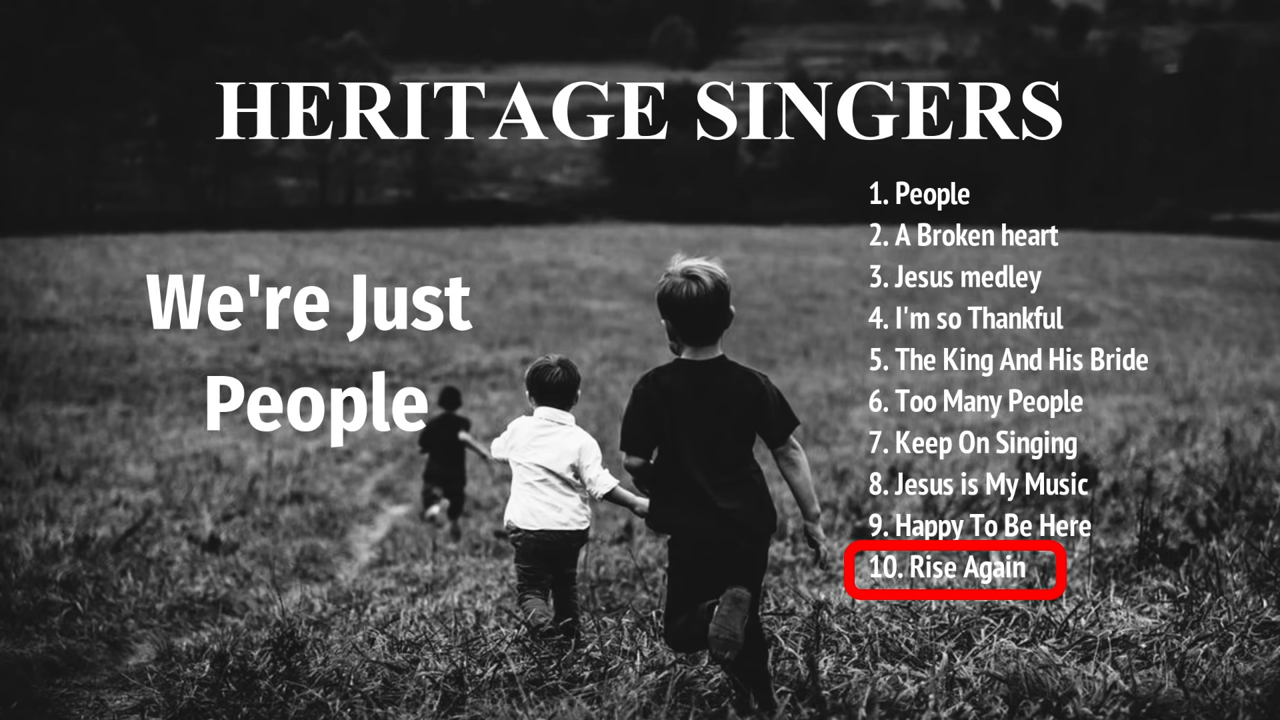 HERITAGE SINGERS
We're Just
People
1. People
2. A Broken heart
3. Jesus medley
4. I'm so Thankful
5. The King And His Bride
6. Too Many People
7. Keep On Singing
8. Jesus is My Music
9. Happy To Be Here
10. Rise Again